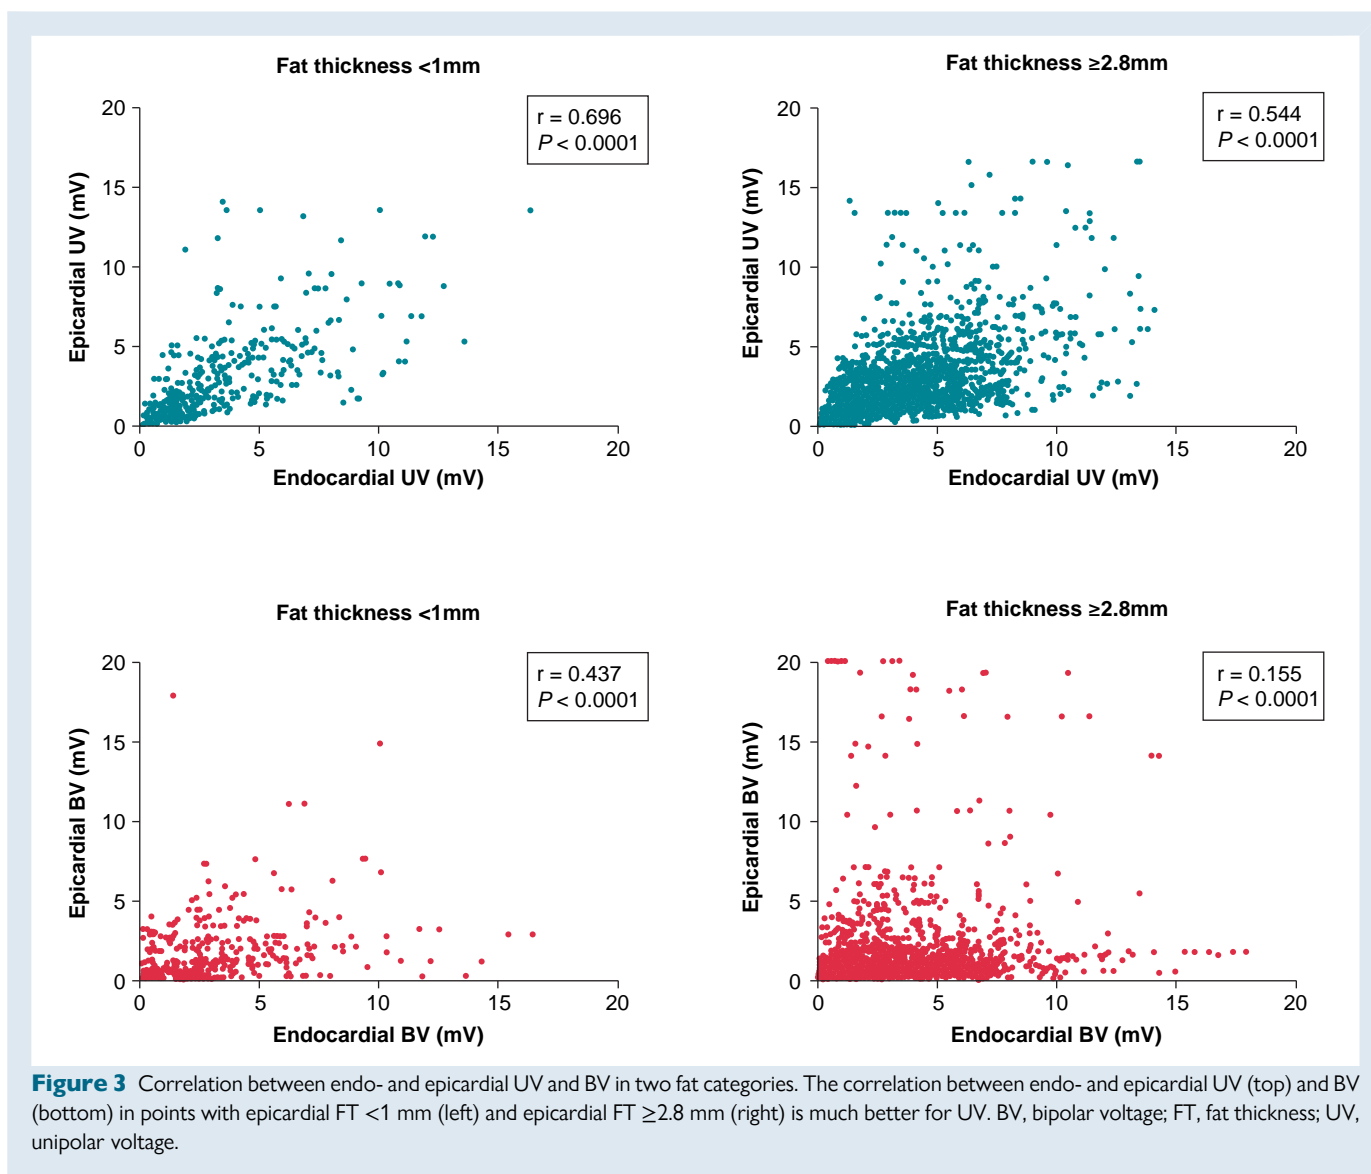 Fat thickness <1mm
r = 0.696
P < 0.0001
Epicardial UV (mV)
20
15
10
5
0
0 5 10 15 20
Endocardial UV (mV)
Fat thickness ≥2.8mm
r = 0.544
P < 0.0001
Epicardial UV (mV)
20
15
10
5
0
0 5 10 15 20
Endocardial UV (mV)
Fat thickness <1mm
r = 0.437
P < 0.0001
Epicardial BV (mV)
20
15
10
5
0
0 5 10 15 20
Endocardial BV (mV)
Fat thickness ≥2.8mm
r = 0.155
P < 0.0001
Epicardial BV (mV)
20
15
10
5
0
0 5 10 15 20
Endocardial BV (mV)
Figure 3 Correlation between endo- and epicardial UV and BV in two fat categories. The correlation between endo- and epicardial UV (top) and BV
(bottom) in points with epicardial FT <1 mm (left) and epicardial FT ≥2.8 mm (right) is much better for UV. BV, bipolar voltage; FT, fat thickness; UV,
unipolar voltage.